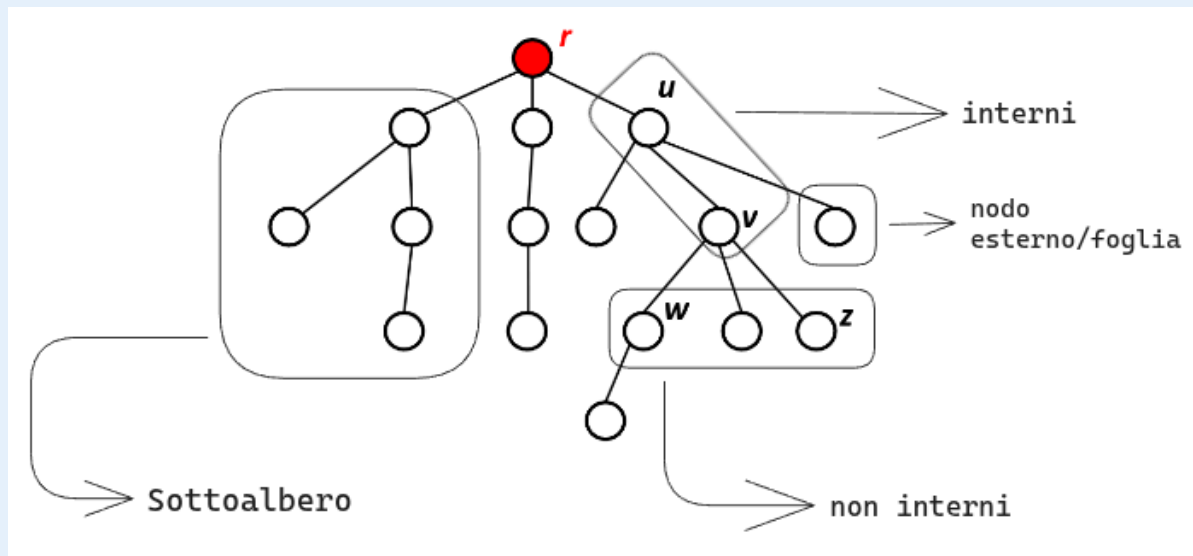 r
u
interni
v
nodo
esterno/foglia
w
z
Sottoalbero
non interni